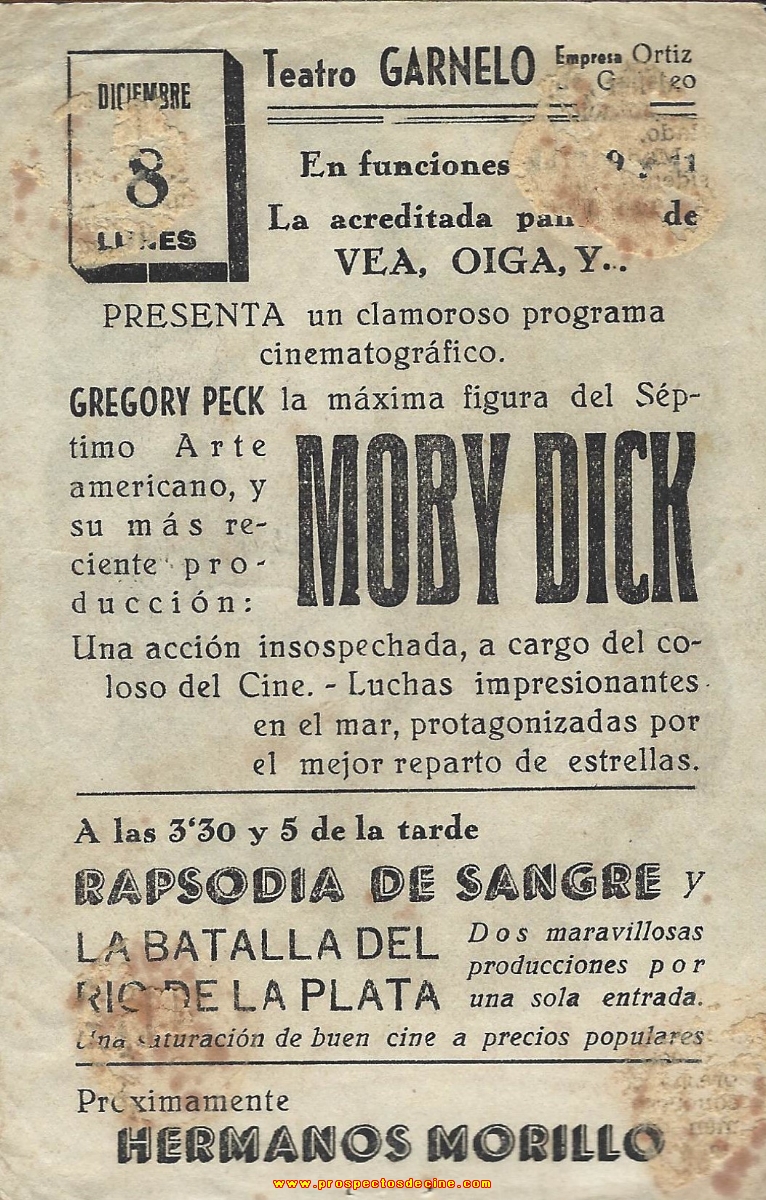 DICIEMBRE
8
LUNES
Teatro GARNELO
Empresa Ortiz
En funciones 9 y
La acreditada de
VEA, OIGA, Y...
PRESENTA un clamoroso programa
cinematográfico.
GREGORY PECK la máxima figura del Sép-
timo Arte
americano, y
su más re-
ciente pro-
ducción:
MOBY DICK
Una acción insospechada, a cargo del co-
loso del Cine. - Luchas impresionantes
en el mar, protagonizadas por
el mejor reparto de estrellas.
A las 3'30 y 5 de la tarde
RAPSODIA DE SANGRE y
LA BATALLA DEL
RIO DE LA PLATA
Dos maravillosas
producciones por
una sola entrada.
Una saturación de buen cine a precios populares
Próximamente
HERMANOS MORILLO
www.prospectosdecine.com